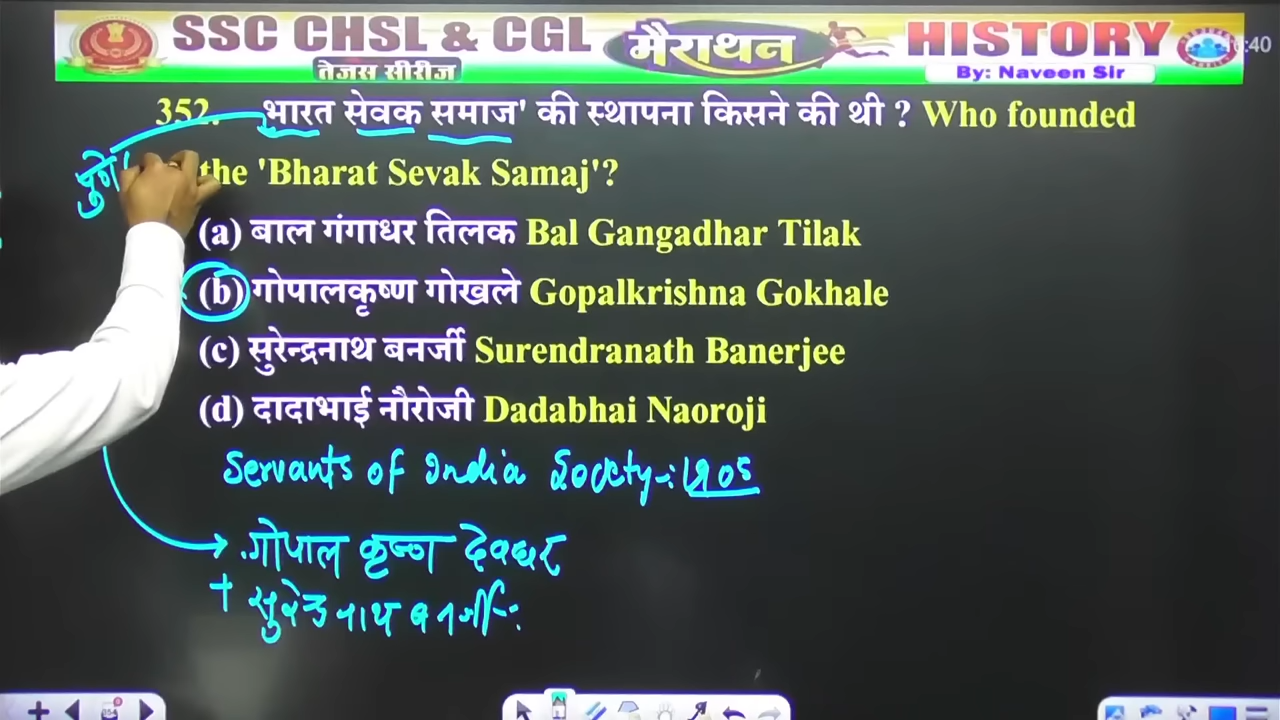 SSC CHSL & CGL मैराथन HISTORY
तेजस सीरीज
By: Naveen Sir
6:40
352. भारत सेवक समाज' की स्थापना किसने की थी ? Who founded
the 'Bharat Sevak Samaj'?
पुणे
(a) बाल गंगाधर तिलक Bal Gangadhar Tilak
(b) गोपालकृष्ण गोखले Gopalkrishna Gokhale
(c) सुरेन्द्रनाथ बनर्जी Surendranath Banerjee
(d) दादाभाई नौरोजी Dadabhai Naoroji
Servants of India Society-: 1905
गोपाल कृष्ण देवधर
+ सुरेन्द्र नाथ बनर्जी-: